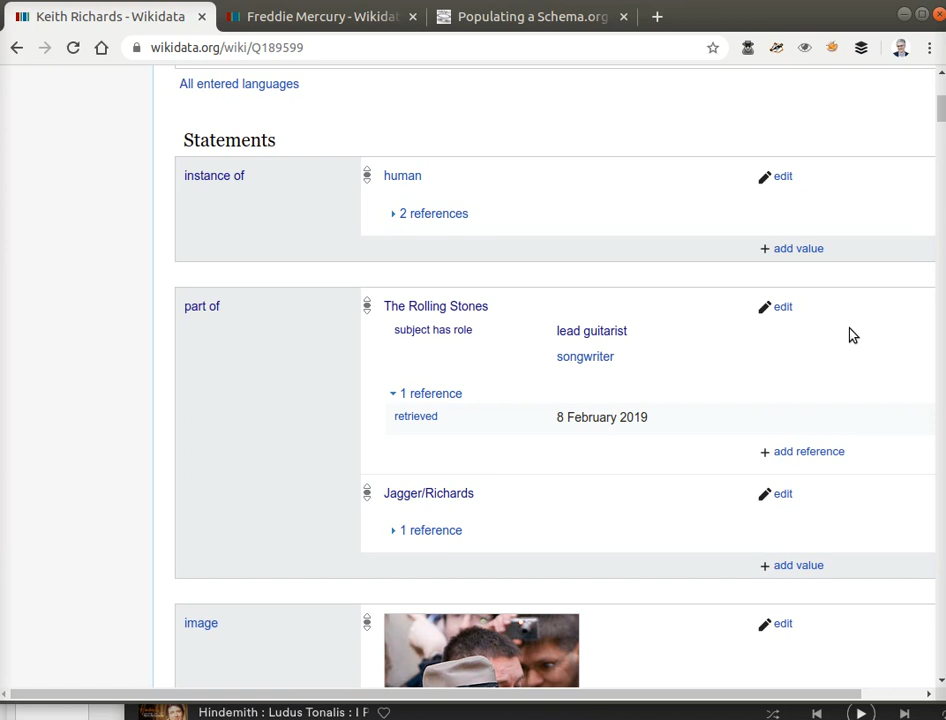 Keith Richards - Wikidata
Freddie Mercury - Wikidat
Populating a Schema.org
wikidata.org/wiki/Q189599
All entered languages
Statements
instance of
human
edit
2 references
+ add value
part of
The Rolling Stones
edit
subject has role
lead guitarist
songwriter
1 reference
retrieved
8 February 2019
+ add reference
Jagger/Richards
edit
1 reference
+ add value
image
edit
Hindemith : Ludus Tonalis : I P